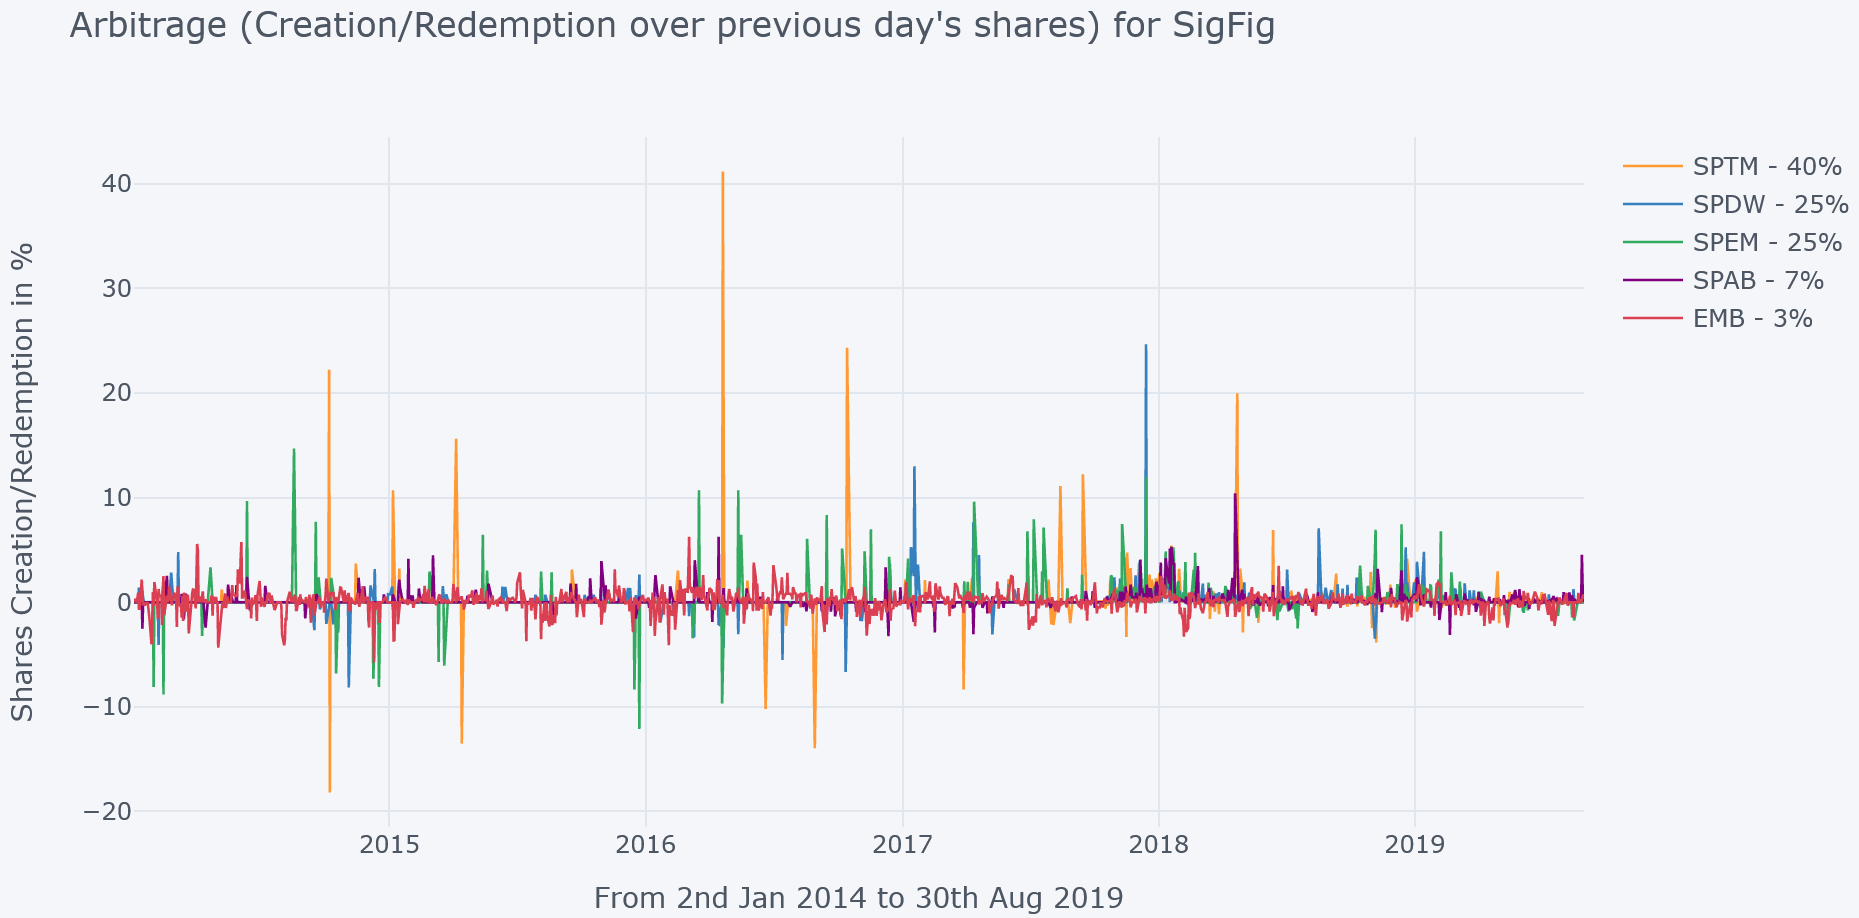 Arbitrage (Creation/Redemption over previous day's shares) for SigFig
SPTM - 40%
SPDW - 25%
SPEM - 25%
SPAB - 7%
EMB - 3%
Shares Creation/Redemption in %
40
30
20
10
0
−10
−20
2015
2016
2017
2018
2019
From 2nd Jan 2014 to 30th Aug 2019